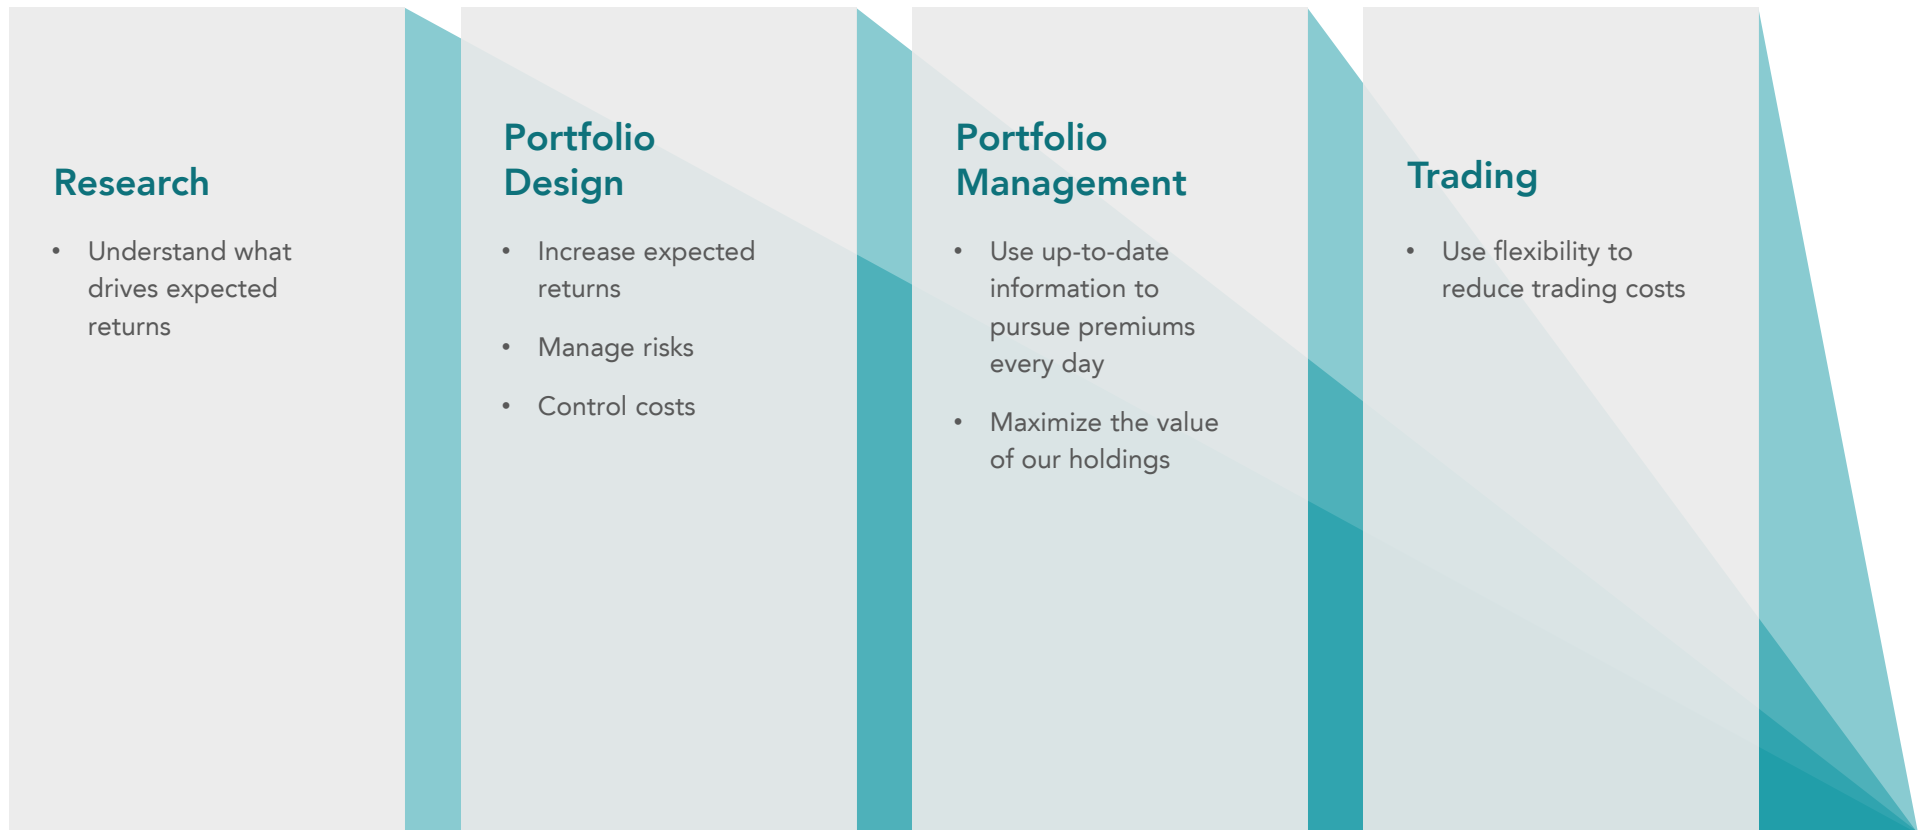 Research
• Understand what
drives expected
returns
Portfolio
Design
• Increase expected
returns
• Manage risks
• Control costs
Portfolio
Management
• Use up-to-date
information to
pursue premiums
every day
• Maximize the value
of our holdings
Trading
• Use flexibility to
reduce trading costs